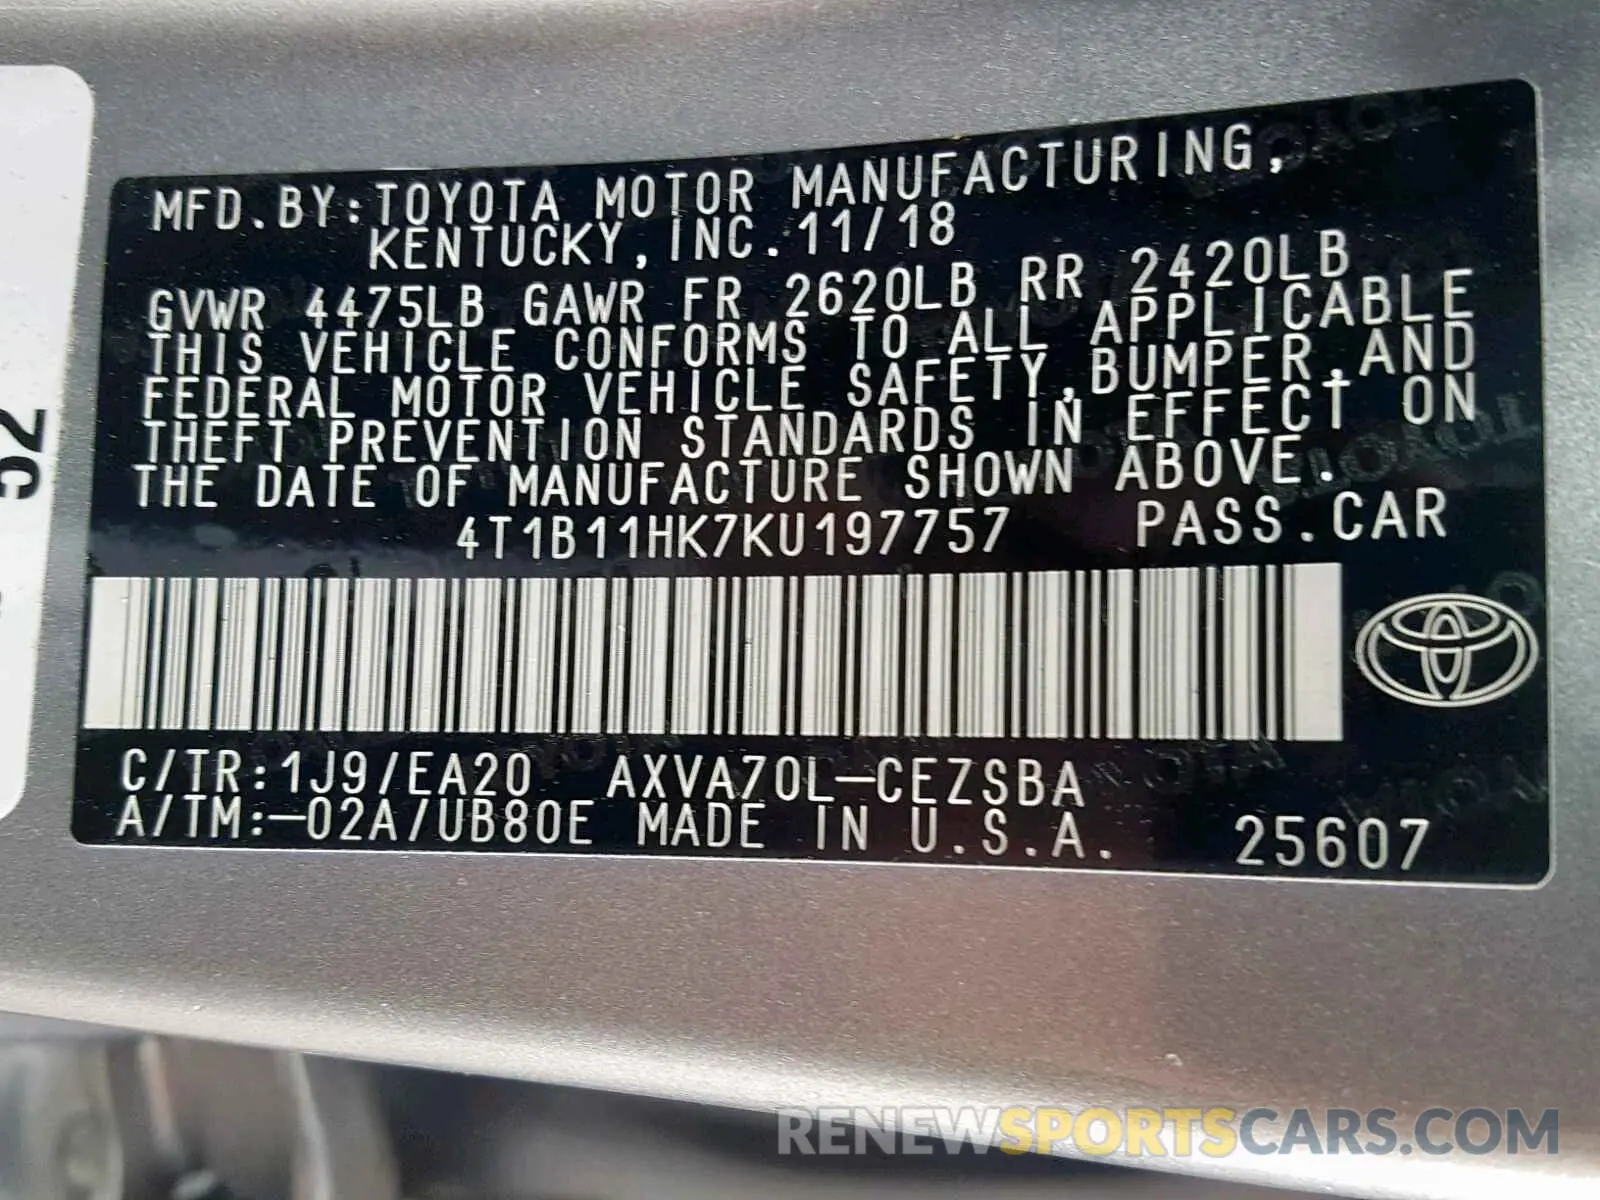 52
MFD.BY:TOYOTA MOTOR MANUFACTURING,
KENTUCKY, INC. 11/18
GVWR 4475LB GAWR FR 2620LB RR 2420LB
THIS VEHICLE CONFORMS TO ALL APPLICABLE
FEDERAL MOTOR VEHICLE SAFETY,BUMPER,AND
THEFT PREVENTION STANDARDS IN EFFECT ON
THE DATE OF MANUFACTURE SHOWN ABOVE.
4T1B11HK7KU197757 PASS.CAR
C/TR:1J9/EA20 AXVA70L-CEZSBA
A/TM:-02A/UB80E MADE IN U.S.A. 25607
RENEWSPORTSCARS.COM